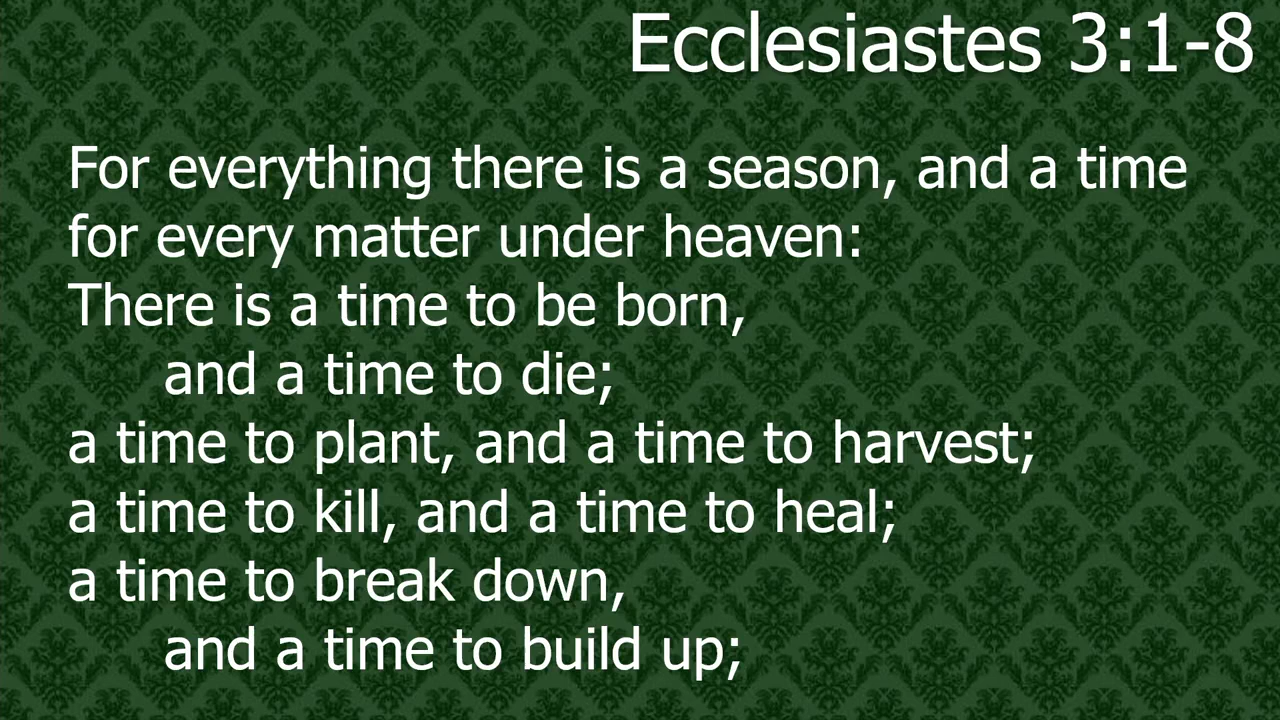 Ecclesiastes 3:1-8
For everything there is a season, and a time
for every matter under heaven:
There is a time to be born,
and a time to die;
a time to plant, and a time to harvest;
a time to kill, and a time to heal;
a time to break down,
and a time to build up;